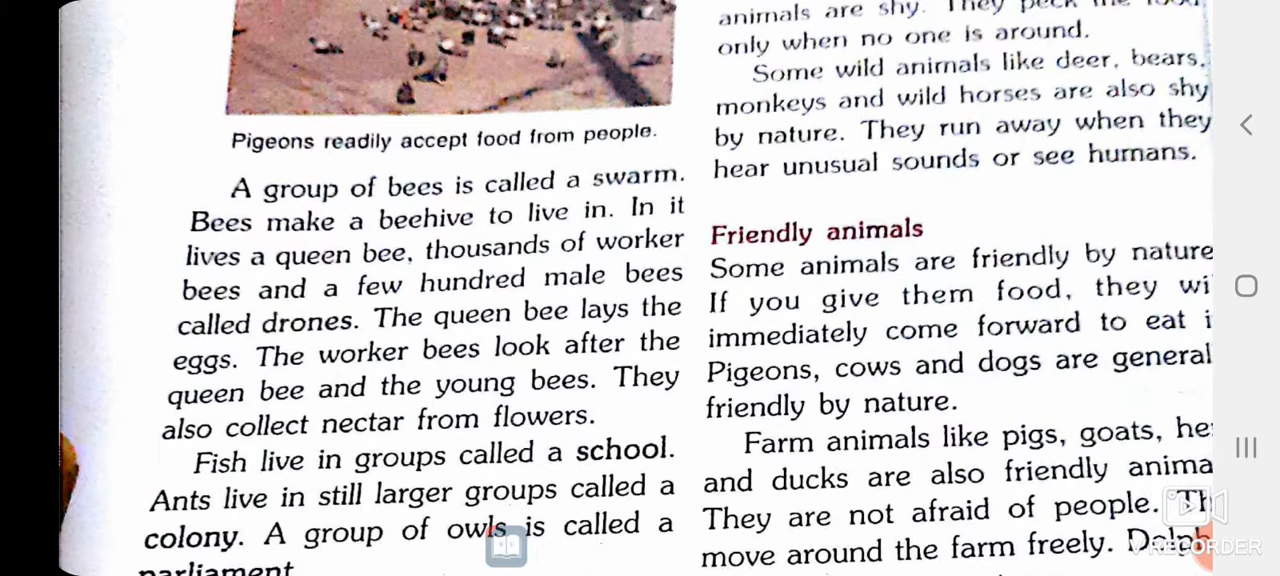 Pigeons readily accept food from people.
A group of bees is called a swarm.
Bees make a beehive to live in. In it
lives a queen bee, thousands of worker
bees and a few hundred male bees
called drones. The queen bee lays the
eggs. The worker bees look after the
queen bee and the young bees. They
also collect nectar from flowers.
Fish live in groups called a school.
Ants live in still larger groups called a
colony. A group of owls is called a
parliament
animals are shy. They peck the food
only when no one is around.
Some wild animals like deer, bears,
monkeys and wild horses are also shy
by nature. They run away when they
hear unusual sounds or see humans.
Friendly animals
Some animals are friendly by nature
If you give them food, they wi
immediately come forward to eat i
Pigeons, cows and dogs are general
friendly by nature.
Farm animals like pigs, goats, he
and ducks are also friendly anima
They are not afraid of people. Th
move around the farm freely. Dolph
V RECORDER